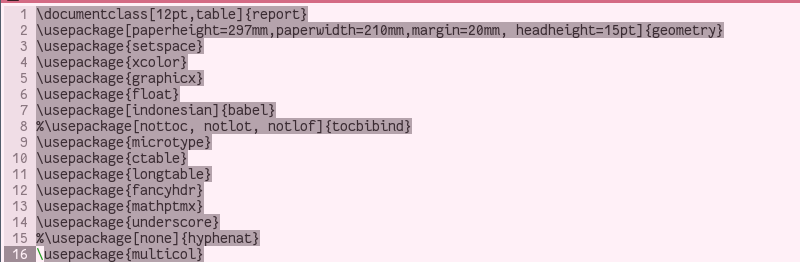 1 \documentclass[12pt,table]{report}
2 \usepackage[paperheight=297mm,paperwidth=210mm,margin=20mm, headheight=15pt]{geometry}
3 \usepackage{setspace}
4 \usepackage{xcolor}
5 \usepackage{graphicx}
6 \usepackage{float}
7 \usepackage[indonesian]{babel}
8 %\usepackage[nottoc, notlot, notlof]{tocbibind}
9 \usepackage{microtype}
10 \usepackage{ctable}
11 \usepackage{longtable}
12 \usepackage{fancyhdr}
13 \usepackage{mathptmx}
14 \usepackage{underscore}
15 %\usepackage[none]{hyphenat}
16 \usepackage{multicol}